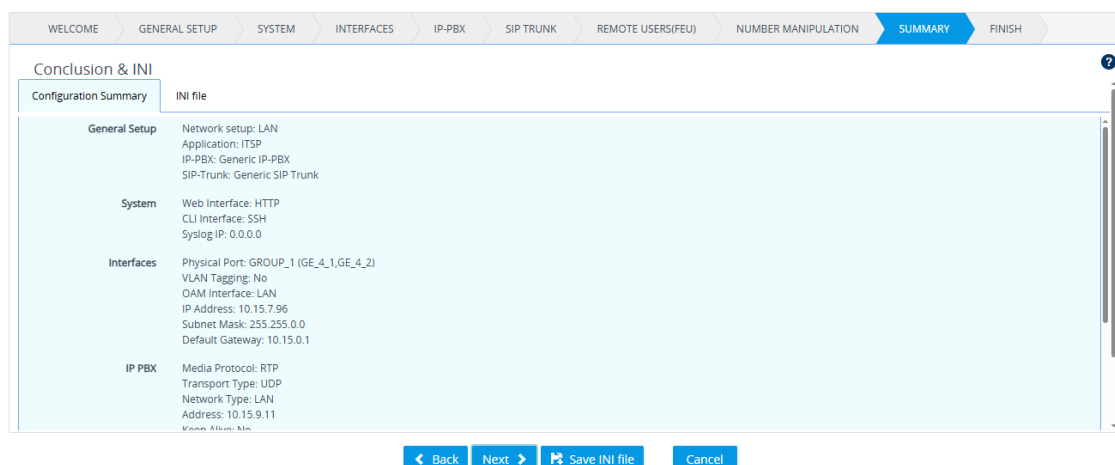 WELCOME GENERAL SETUP SYSTEM INTERFACES IP-PBX SIP TRUNK REMOTE USERS(FEU) NUMBER MANIPULATION SUMMARY FINISH
Conclusion & INI
?
Configuration Summary INI file
General Setup Network setup: LAN
Application: ITSP
IP-PBX: Generic IP-PBX
SIP-Trunk: Generic SIP Trunk
System Web Interface: HTTP
CLI Interface: SSH
Syslog IP: 0.0.0.0
Interfaces Physical Port: GROUP_1 (GE_4_1,GE_4_2)
VLAN Tagging: No
OAM Interface: LAN
IP Address: 10.15.7.96
Subnet Mask: 255.255.0.0
Default Gateway: 10.15.0.1
IP PBX Media Protocol: RTP
Transport Type: UDP
Network Type: LAN
Address: 10.15.9.11
Keep Alive: No
Back Next Save INI file Cancel